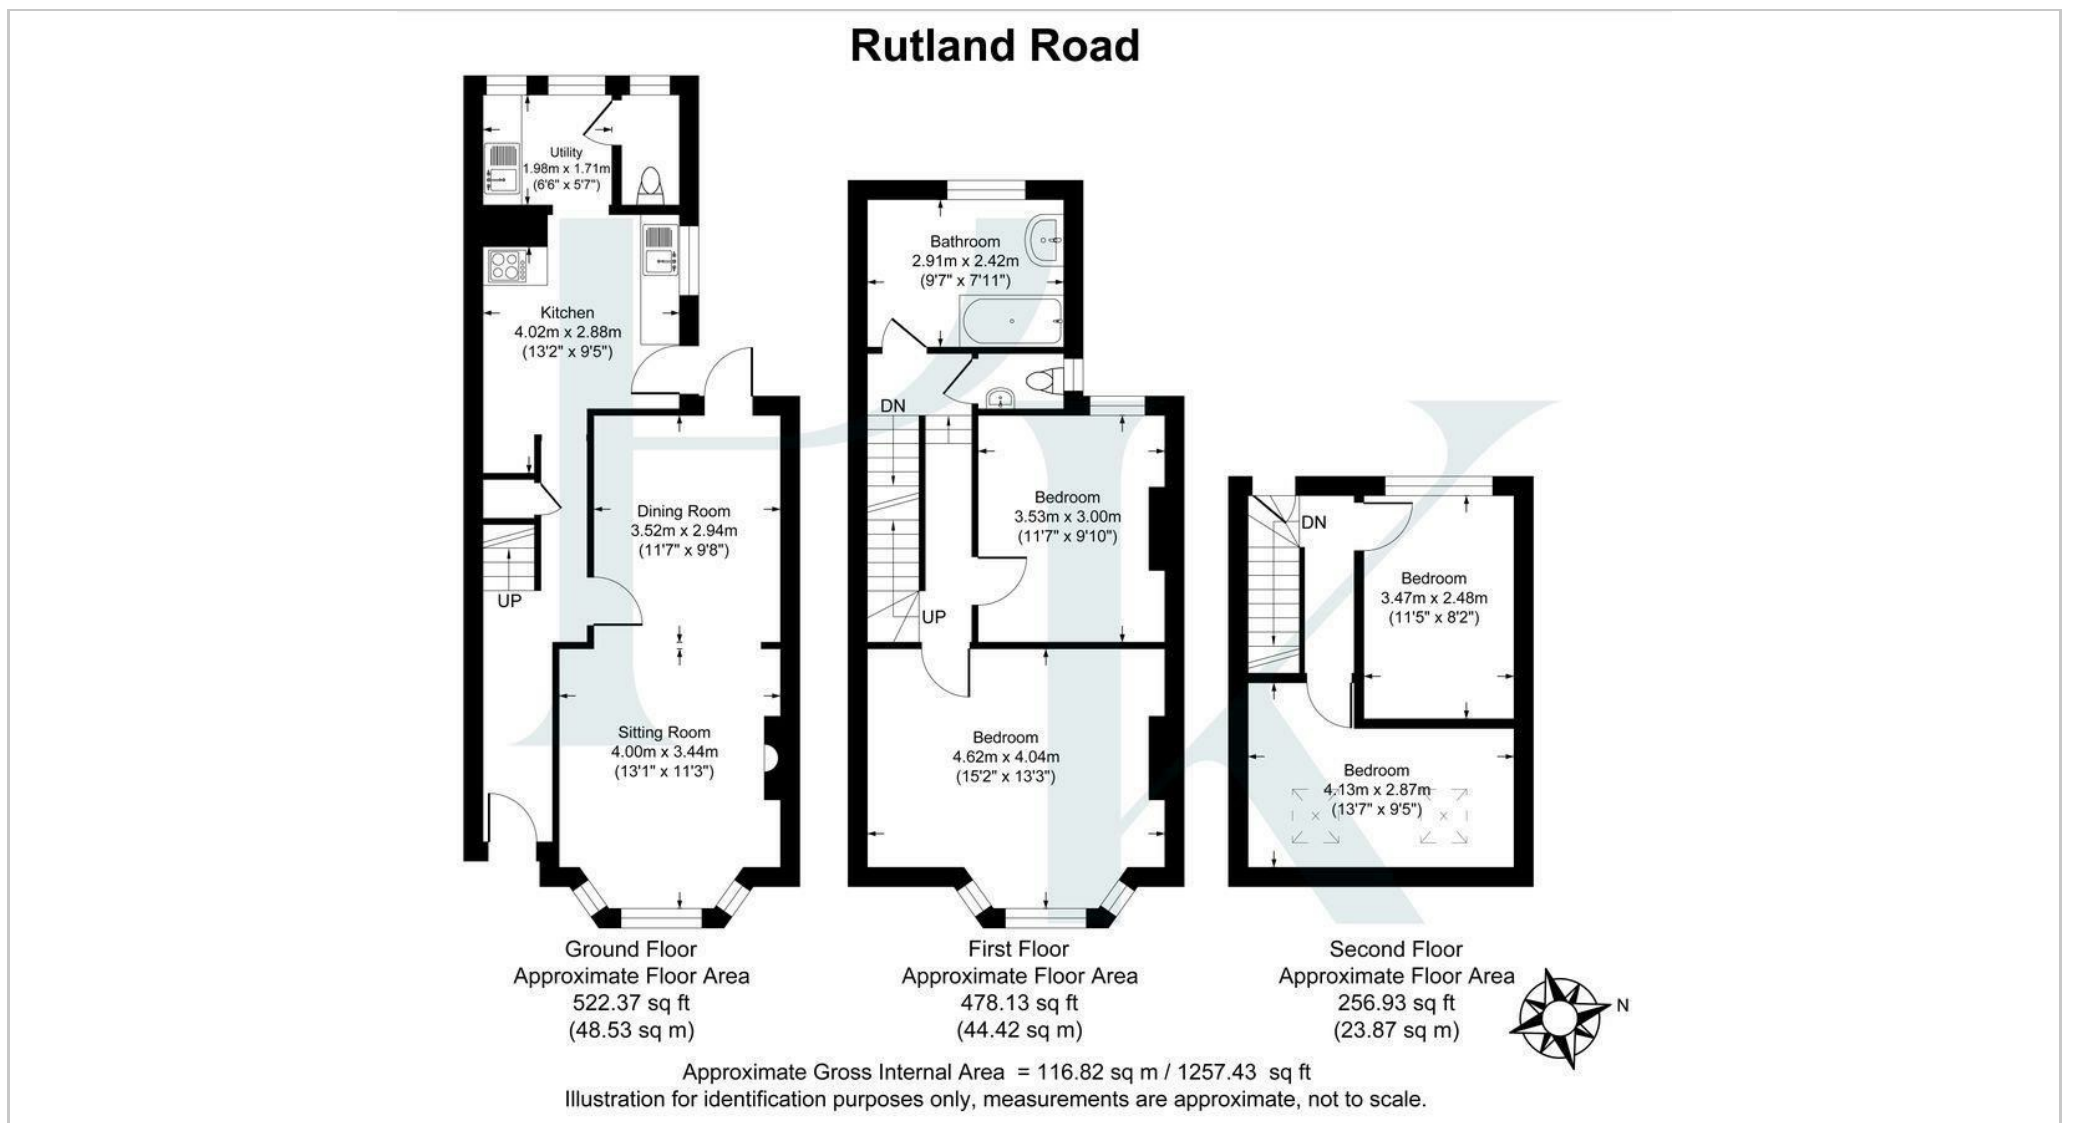 Rutland Road
Utility
1.98m x 1.71m
(6'6" x 5'7")
Kitchen
4.02m x 2.88m
(13'2" x 9'5")
Dining Room
3.52m x 2.94m
(11'7" x 9'8")
UP
Sitting Room
4.00m x 3.44m
(13'1" x 11'3")
Ground Floor
Approximate Floor Area
522.37 sq ft
(48.53 sq m)
Bathroom
2.91m x 2.42m
(9'7" x 7'11")
DN
Bedroom
3.53m x 3.00m
(11'7" x 9'10")
UP
Bedroom
4.62m x 4.04m
(15'2" x 13'3")
First Floor
Approximate Floor Area
478.13 sq ft
(44.42 sq m)
DN
Bedroom
3.47m x 2.48m
(11'5" x 8'2")
Bedroom
4.13m x 2.87m
(13'7" x 9'5")
Second Floor
Approximate Floor Area
256.93 sq ft
(23.87 sq m)
N
Approximate Gross Internal Area = 116.82 sq m / 1257.43 sq ft
Illustration for identification purposes only, measurements are approximate, not to scale.